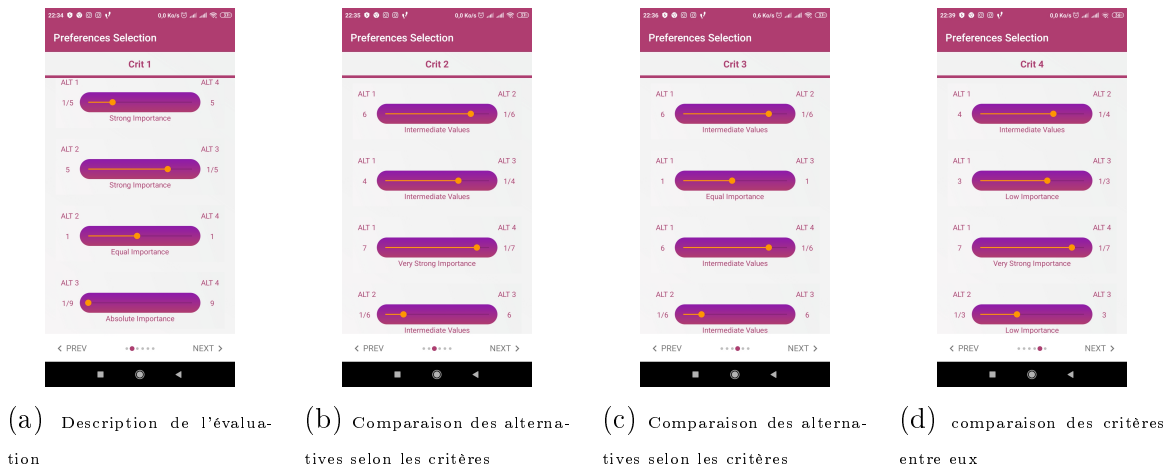 22:34 0,0 Ko/s 35
Preferences Selection
Crit 1
ALT 1 ALT 4
1/5 5
Strong Importance
ALT 2 ALT 3
5 1/5
Strong Importance
ALT 2 ALT 4
1 1
Equal Importance
ALT 3 ALT 4
1/9 9
Absolute Importance
PREV NEXT
(a) Description de l'évalua-
tion
22:35 0,0 Ko/s
Preferences Selection
Crit 2
ALT 1 ALT 2
6 1/6
Intermediate Values
ALT 1 ALT 3
4 1/4
Intermediate Values
ALT 1 ALT 4
7 1/7
Very Strong Importance
ALT 2 ALT 3
1/6 6
Intermediate Values
PREV NEXT
(b) Comparaison des alterna-
tives selon les critères
22:36 0,6 Ko/s
Preferences Selection
Crit 3
ALT 1 ALT 2
6 1/6
Intermediate Values
ALT 1 ALT 3
1 1
Equal Importance
ALT 1 ALT 4
6 1/6
Intermediate Values
ALT 2 ALT 3
1/6 6
Intermediate Values
PREV NEXT
(c) Comparaison des alterna-
tives selon les critères
22:39 0,0 Ko/s
Preferences Selection
Crit 4
ALT 1 ALT 2
4 1/4
Intermediate Values
ALT 1 ALT 3
3 1/3
Low Importance
ALT 1 ALT 4
7 1/7
Very Strong Importance
ALT 2 ALT 3
1/3 3
Low Importance
PREV NEXT
(d) comparaison des critères
entre eux